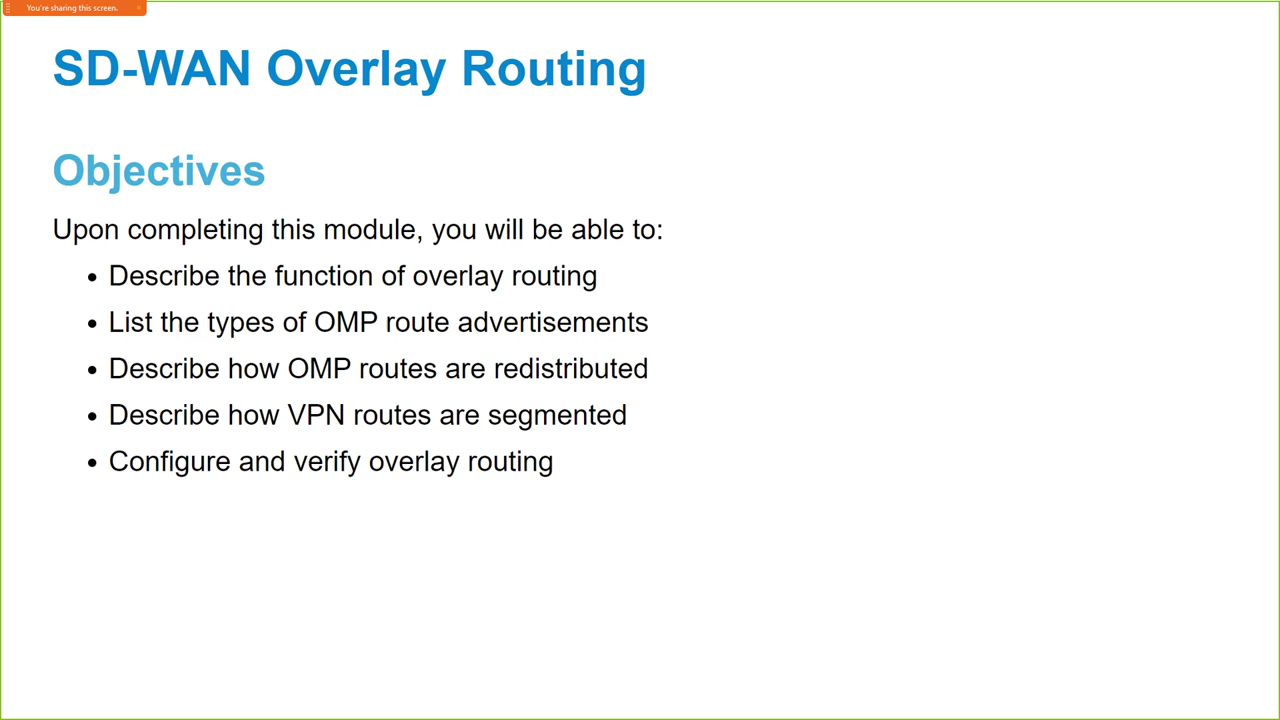 You're sharing this screen.
SD-WAN Overlay Routing
Objectives
Upon completing this module, you will be able to:
• Describe the function of overlay routing
• List the types of OMP route advertisements
• Describe how OMP routes are redistributed
• Describe how VPN routes are segmented
• Configure and verify overlay routing